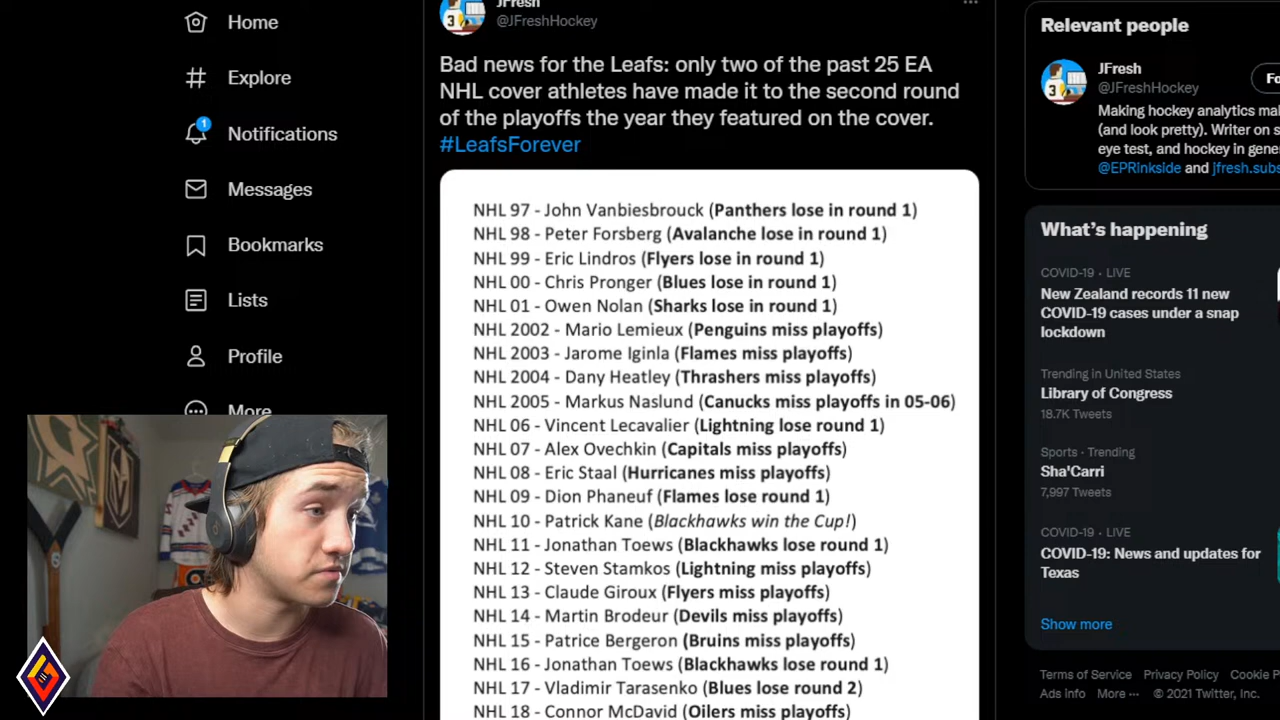 Home
Explore
1
Notifications
Messages
Bookmarks
Lists
Profile
More
JFresh
@JFreshHockey
Bad news for the Leafs: only two of the past 25 EA
NHL cover athletes have made it to the second round
of the playoffs the year they featured on the cover.
#LeafsForever
NHL 97 - John Vanbiesbrouck (Panthers lose in round 1)
NHL 98 - Peter Forsberg (Avalanche lose in round 1)
NHL 99 - Eric Lindros (Flyers lose in round 1)
NHL 00 - Chris Pronger (Blues lose in round 1)
NHL 01 - Owen Nolan (Sharks lose in round 1)
NHL 2002 - Mario Lemieux (Penguins miss playoffs)
NHL 2003 - Jarome Iginla (Flames miss playoffs)
NHL 2004 - Dany Heatley (Thrashers miss playoffs)
NHL 2005 - Markus Naslund (Canucks miss playoffs in 05-06)
NHL 06 - Vincent Lecavalier (Lightning lose round 1)
NHL 07 - Alex Ovechkin (Capitals miss playoffs)
NHL 08 - Eric Staal (Hurricanes miss playoffs)
NHL 09 - Dion Phaneuf (Flames lose round 1)
NHL 10 - Patrick Kane (Blackhawks win the Cup!)
NHL 11 - Jonathan Toews (Blackhawks lose round 1)
NHL 12 - Steven Stamkos (Lightning miss playoffs)
NHL 13 - Claude Giroux (Flyers miss playoffs)
NHL 14 - Martin Brodeur (Devils miss playoffs)
NHL 15 - Patrice Bergeron (Bruins miss playoffs)
NHL 16 - Jonathan Toews (Blackhawks lose round 1)
NHL 17 - Vladimir Tarasenko (Blues lose round 2)
NHL 18 - Connor McDavid (Oilers miss playoffs)
Relevant people
JFresh
@JFreshHockey
Fo
Making hockey analytics mak
(and look pretty). Writer on s
eye test, and hockey in gene
@EPRinkside and jfresh.subs
What's happening
COVID-19 · LIVE
New Zealand records 11 new
COVID-19 cases under a snap
lockdown
Trending in United States
Library of Congress
18.7K Tweets
Sports · Trending
Sha'Carri
7,997 Tweets
COVID-19 · LIVE
COVID-19: News and updates for
Texas
Show more
Terms of Service Privacy Policy Cookie P
Ads info More ··· © 2021 Twitter, Inc.